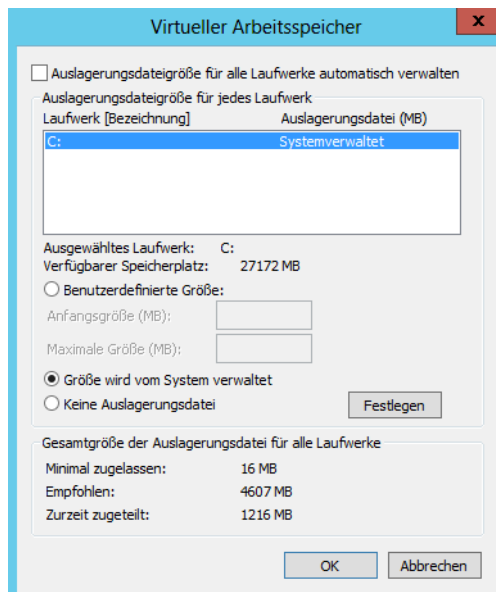 Virtueller Arbeitsspeicher
x
Auslagerungsdateigröße für alle Laufwerke automatisch verwalten
Auslagerungsdateigröße für jedes Laufwerk
Laufwerk [Bezeichnung] Auslagerungsdatei (MB)
C: Systemverwaltet
Ausgewähltes Laufwerk: C:
Verfügbarer Speicherplatz: 27172 MB
Benutzerdefinierte Größe:
Anfangsgröße (MB):
Maximale Größe (MB):
Größe wird vom System verwaltet
Keine Auslagerungsdatei Festlegen
Gesamtgröße der Auslagerungsdatei für alle Laufwerke
Minimal zugelassen: 16 MB
Empfohlen: 4607 MB
Zurzeit zugeteilt: 1216 MB
OK Abbrechen